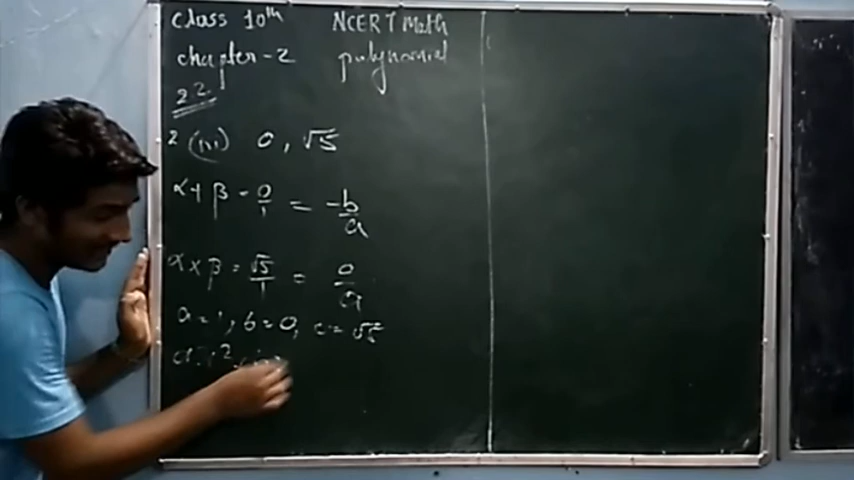 class 10th NCERT Math
chapter-2 polynomial
2.2
2 (iii) 0, √5
α+β = 0/1 = -b/a
α×β = √5/1 = c/a
a=1, b=0, c=√5